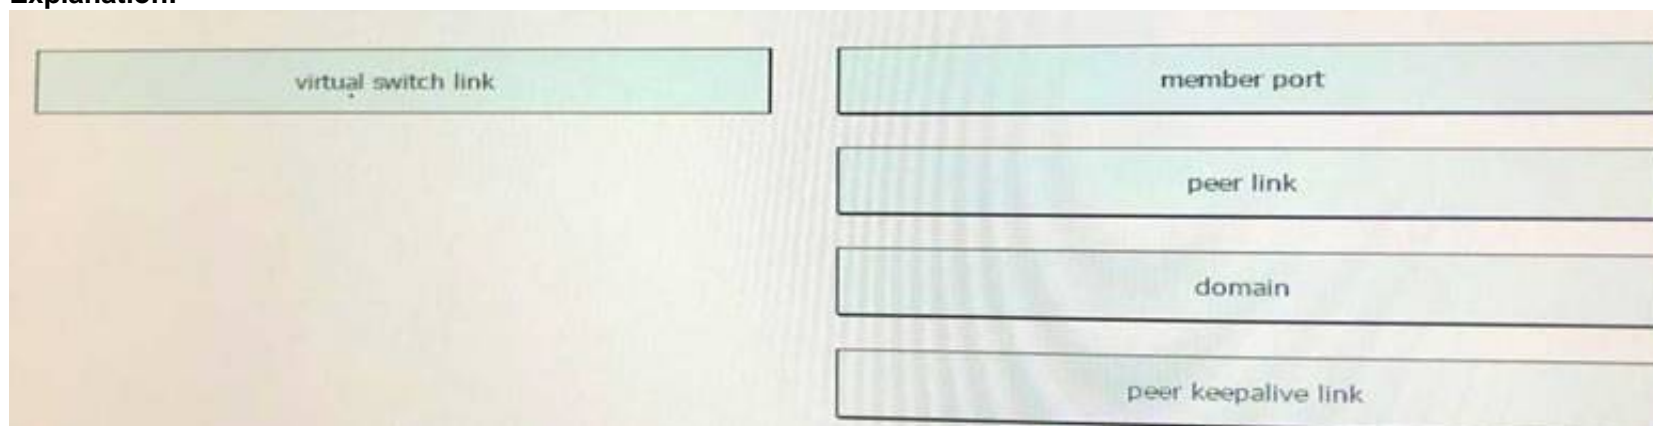 Explanation:
virtual switch link
member port
peer link
domain
peer keepalive link